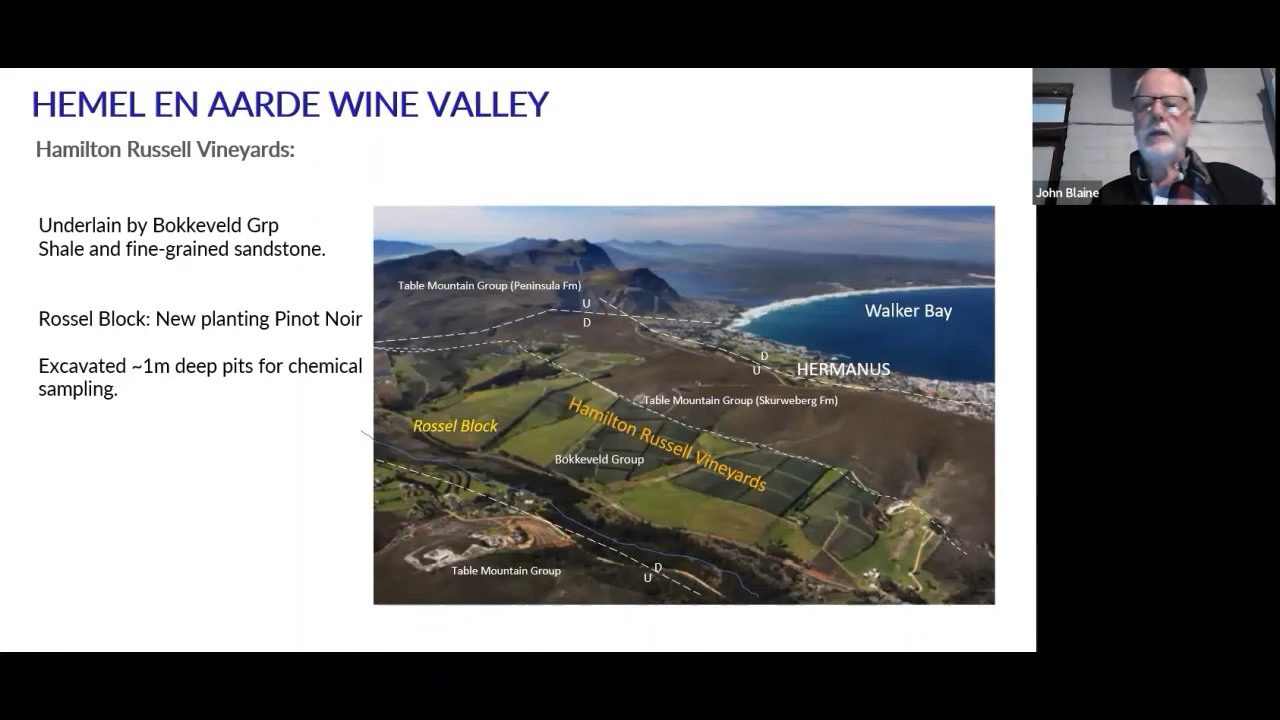 HEMEL EN AARDE WINE VALLEY
Hamilton Russell Vineyards:
Underlain by Bokkeveld Grp
Shale and fine-grained sandstone.
Rossel Block: New planting Pinot Noir
Excavated ~1m deep pits for chemical
sampling.
Table Mountain Group (Peninsula Fm)
U
D
Walker Bay
D
U
HERMANUS
Table Mountain Group (Skurweberg Fm)
Hamilton Russell Vineyards
Rossel Block
Bokkeveld Group
Table Mountain Group
D
U
John Blaine